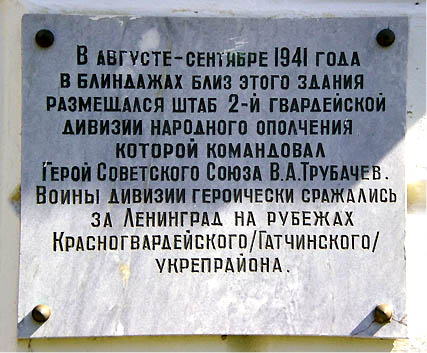 В августе-сентябре 1941 года
в блиндажах близ этого здания
размещался штаб 2-й гвардейской
дивизии народного ополчения
которой командовал
Герой Советского Союза В.А.Трубачев.
Воины дивизии героически сражались
за Ленинград на рубежах
Красногвардейского/Гатчинского/
укрепрайона.